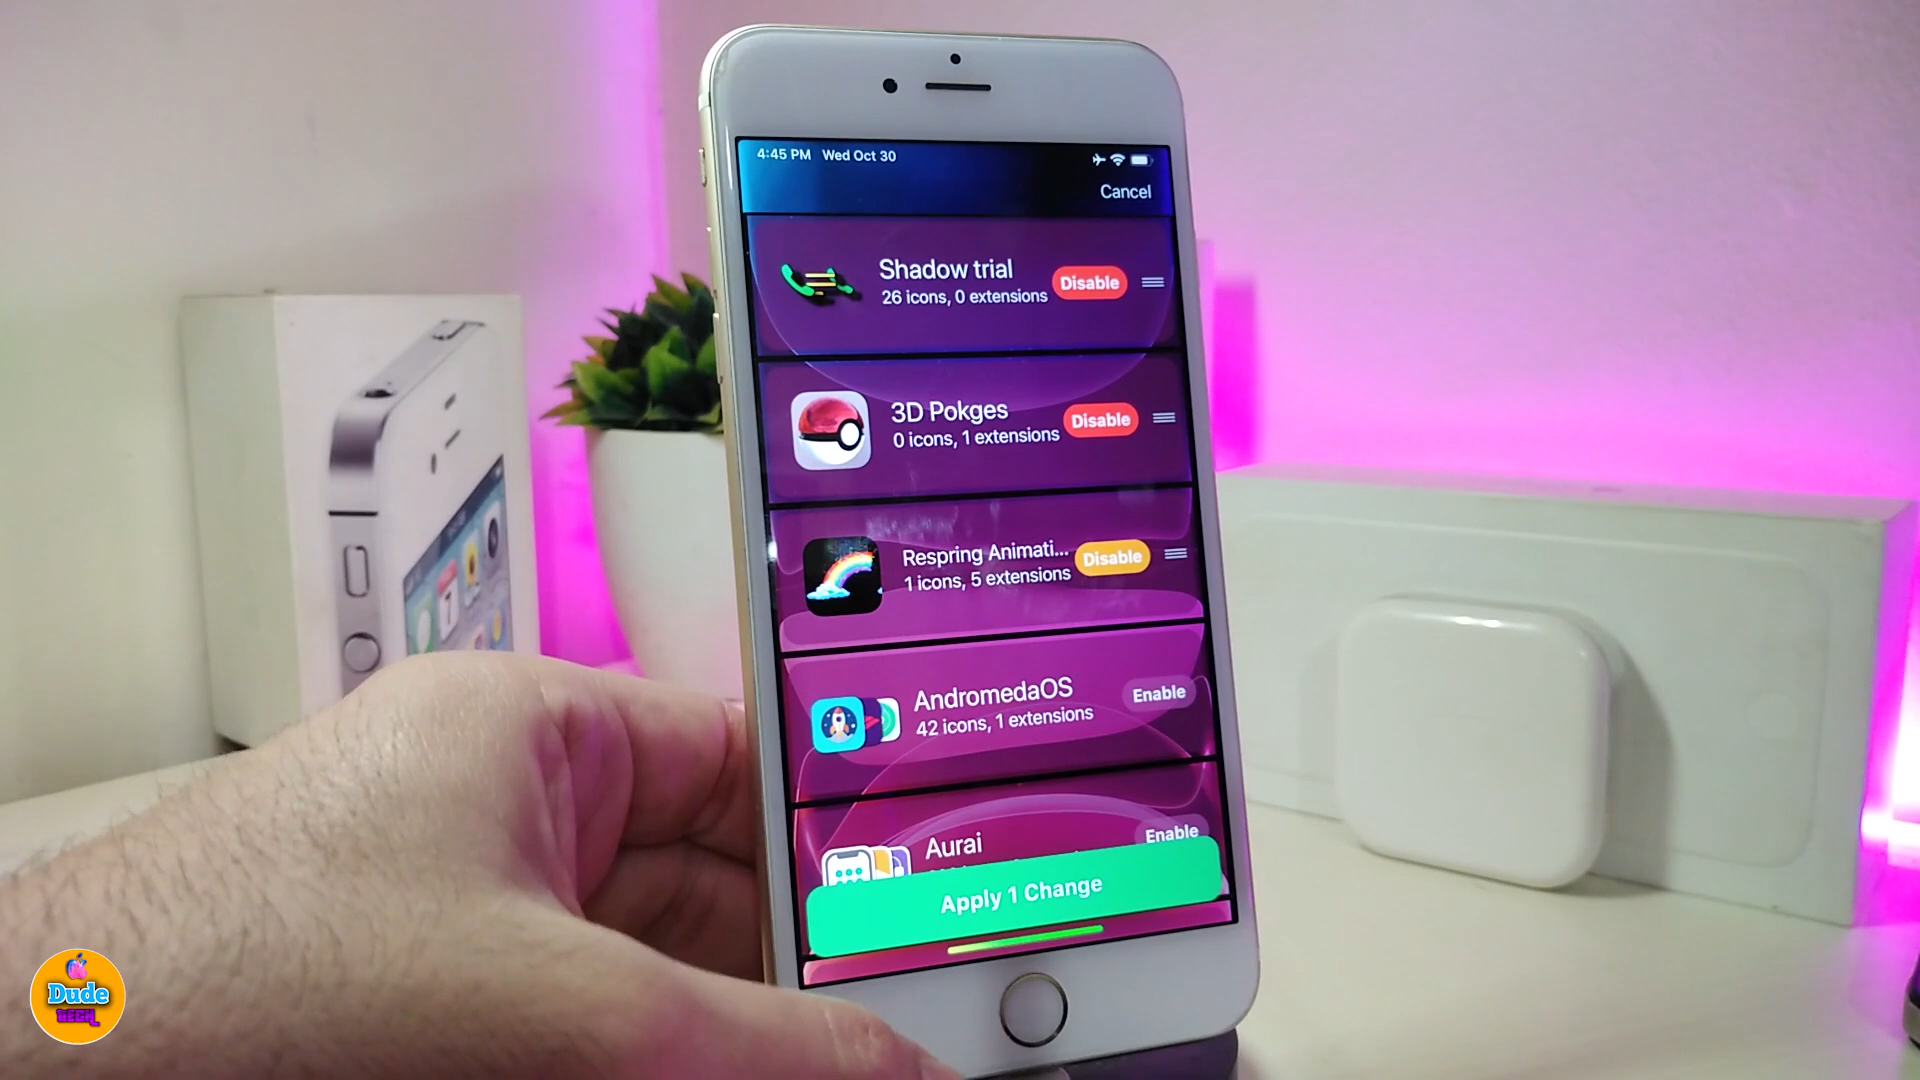 4:45 PM Wed Oct 30
Cancel
Shadow trial
26 icons, 0 extensions
Disable
3D Pokges
0 icons, 1 extensions
Disable
Respring Animati...
1 icons, 5 extensions
Disable
AndromedaOS
42 icons, 1 extensions
Enable
Aurai
Enable
Apply 1 Change
Dude
TECH